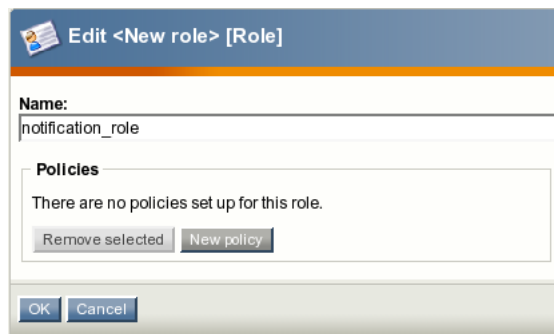 Edit <New role> [Role]
Name:
notification_role
Policies
There are no policies set up for this role.
Remove selected New policy
OK Cancel